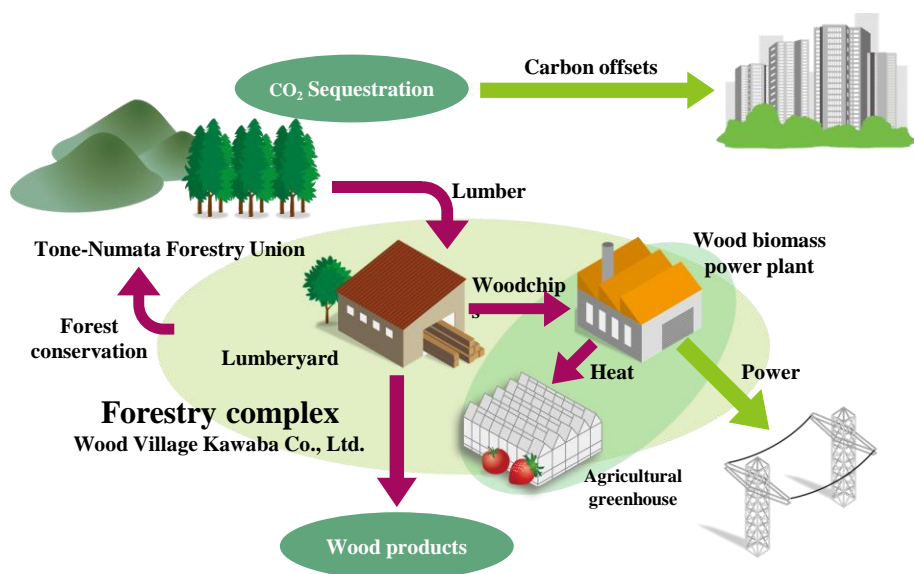 Carbon offsets
CO₂ Sequestration
Lumber
Tone-Numata Forestry Union
Wood biomass
power plant
Woodchip
s
Forest
conservation
Lumberyard
Heat
Power
Forestry complex
Wood Village Kawaba Co., Ltd.
Agricultural
greenhouse
Wood products